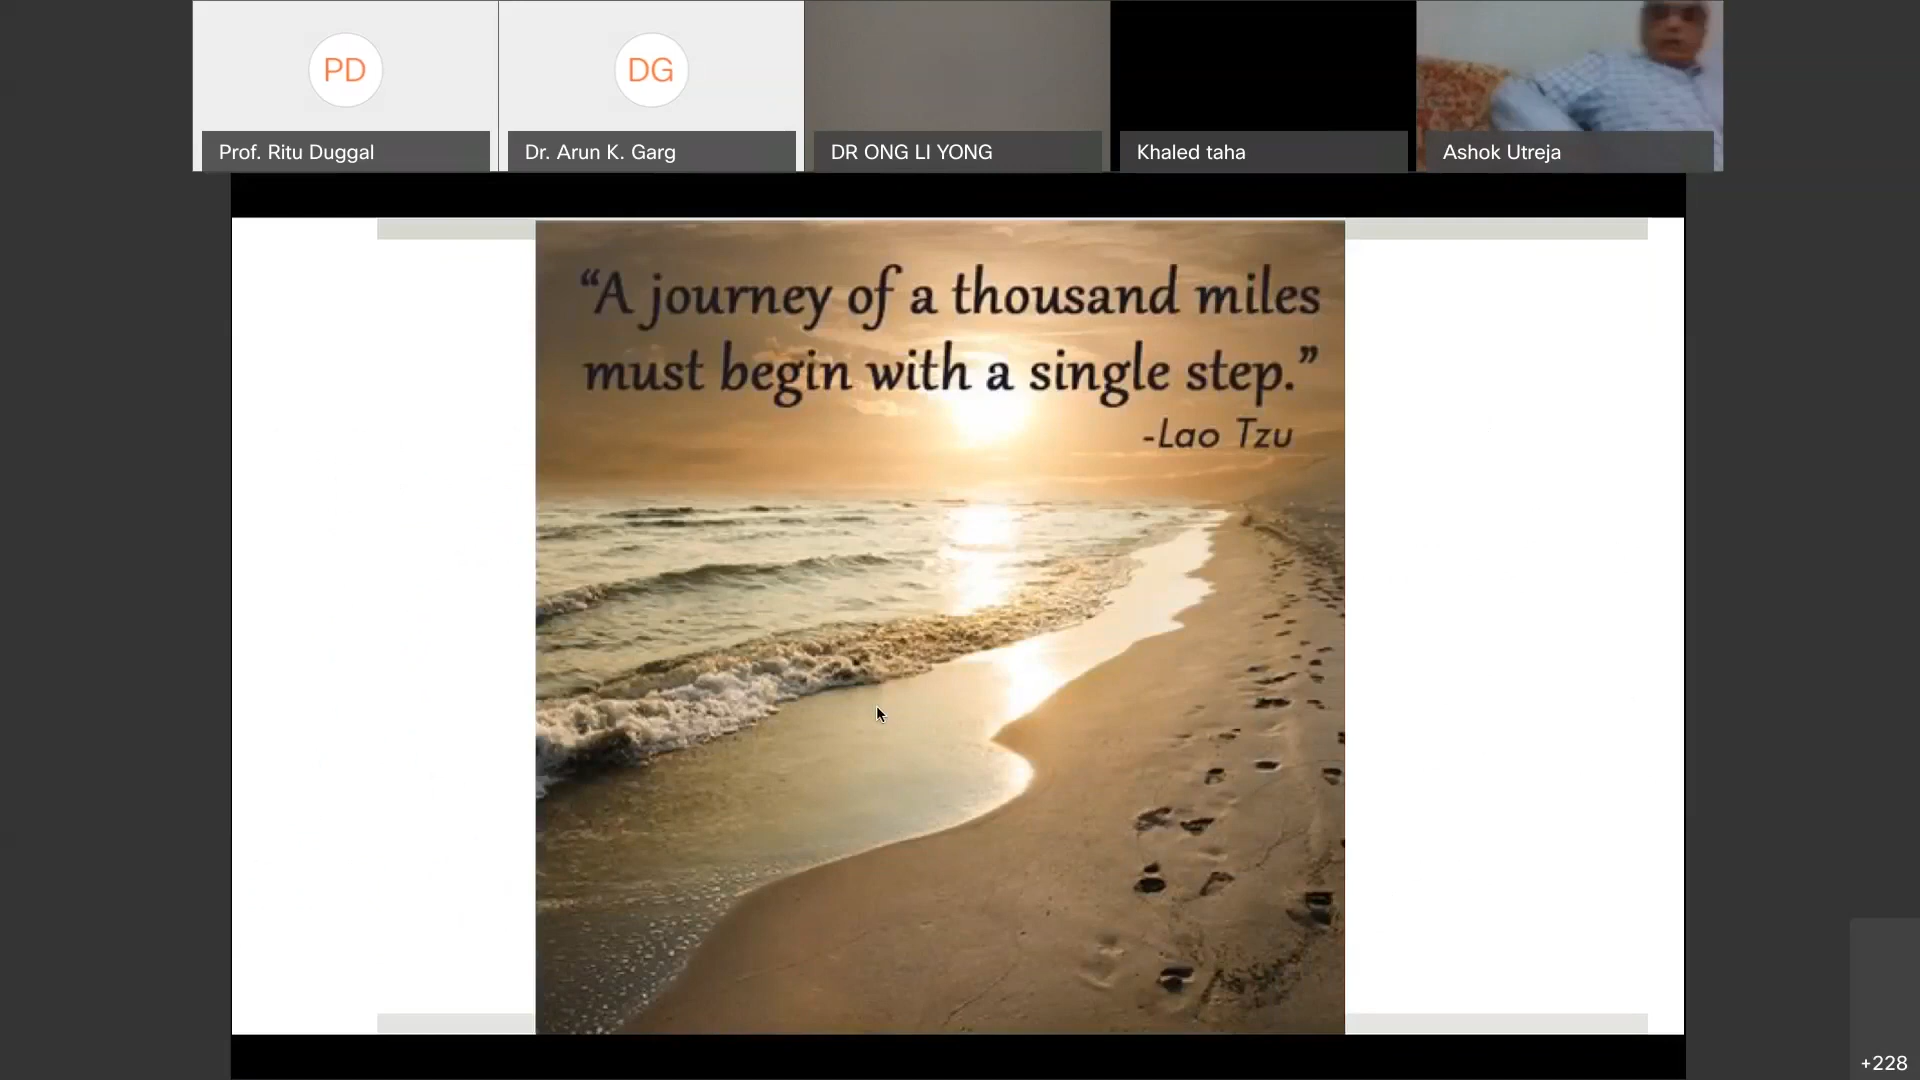 PD
DG
Prof. Ritu Duggal
Dr. Arun K. Garg
DR ONG LI YONG
Khaled taha
Ashok Utreja
“A journey of a thousand miles
must begin with a single step.”
-Lao Tzu
+228